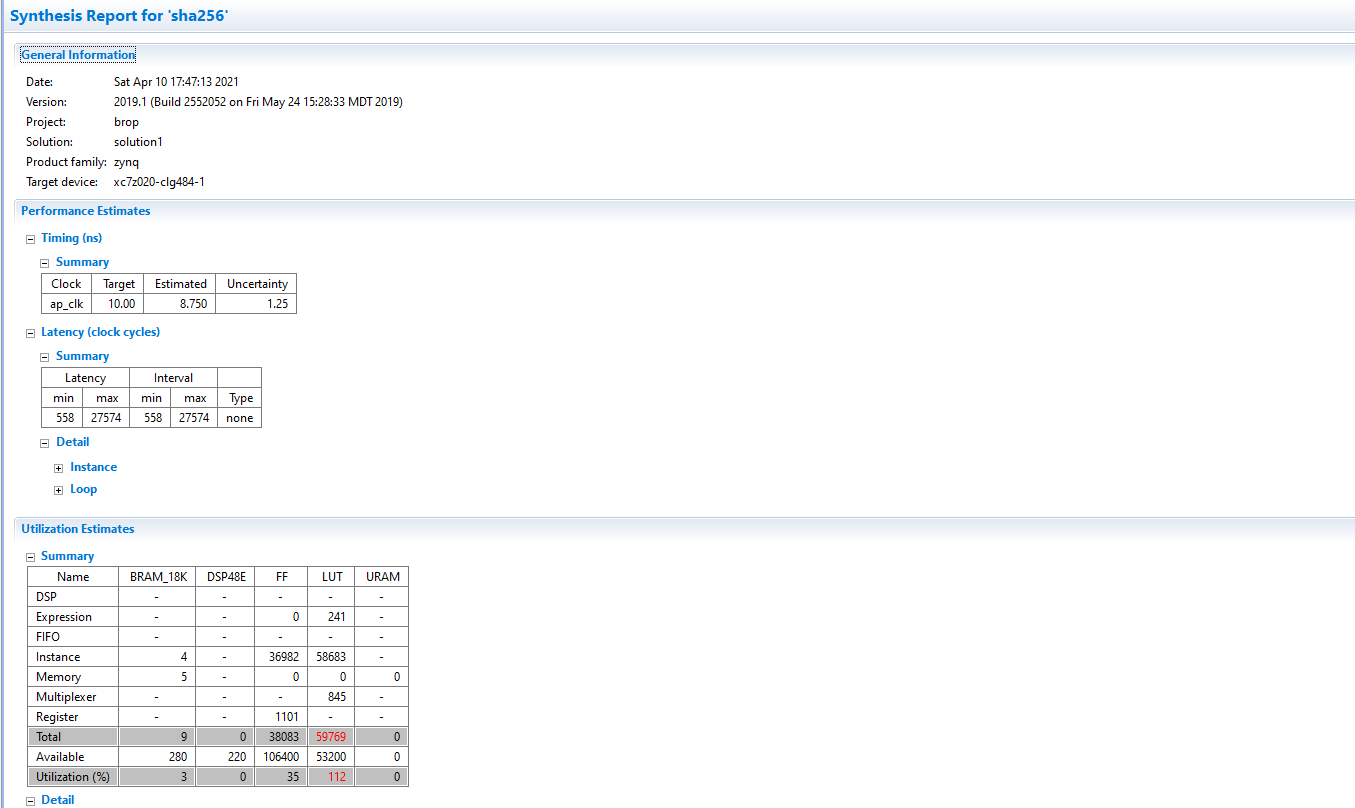 Synthesis Report for 'sha256'
General Information
Date: Sat Apr 10 17:47:13 2021
Version: 2019.1 (Build 2552052 on Fri May 24 15:28:33 MDT 2019)
Project: brop
Solution: solution1
Product family: zynq
Target device: xc7z020-clg484-1
Performance Estimates
Timing (ns)
Summary
Clock Target Estimated Uncertainty
ap_clk 10.00 8.750 1.25
Latency (clock cycles)
Summary
Latency Interval
min max min max Type
558 27574 558 27574 none
Detail
Instance
Loop
Utilization Estimates
Summary
Name BRAM_18K DSP48E FF LUT URAM
DSP - - - - -
Expression - - 0 241 -
FIFO - - - - -
Instance 4 - 36982 58683 -
Memory 5 - 0 0 0
Multiplexer - - - 845 -
Register - - 1101 - -
Total 9 0 38083 59769 0
Available 280 220 106400 53200 0
Utilization (%) 3 0 35 112 0
Detail